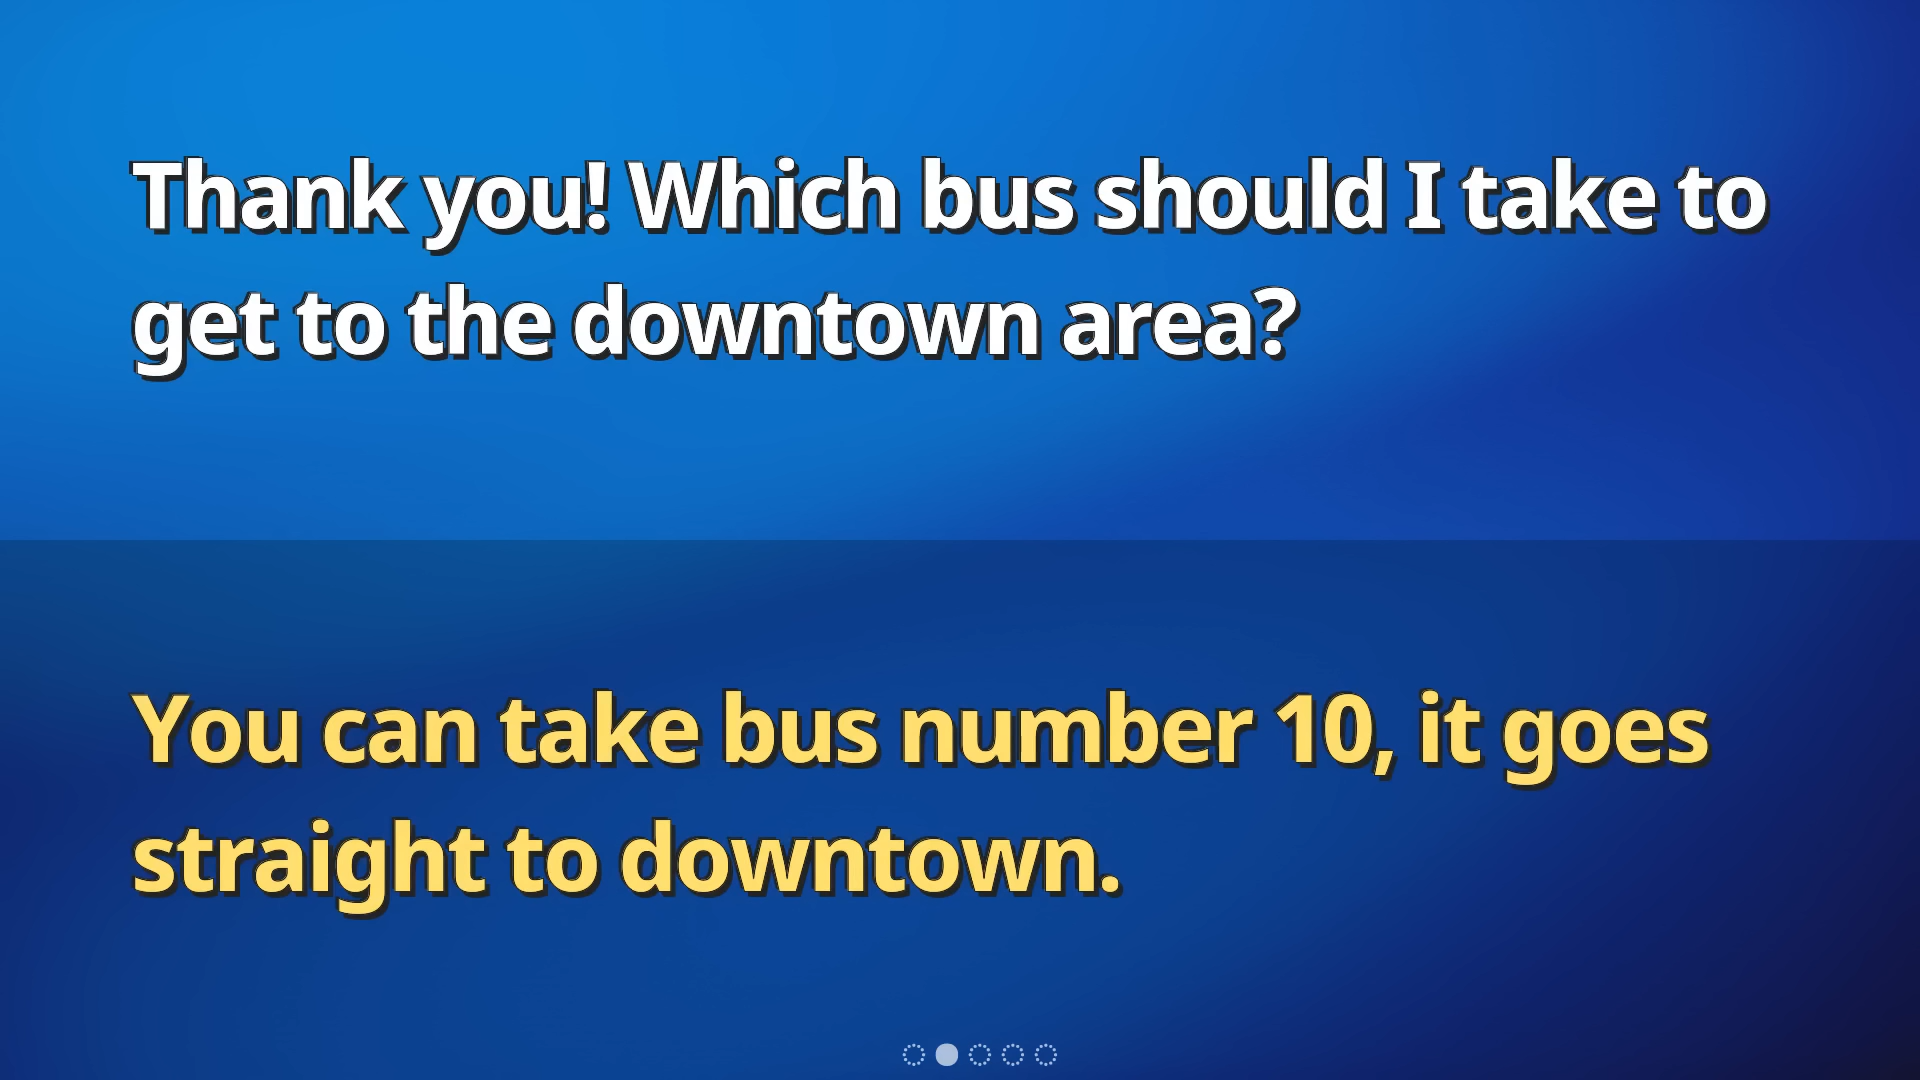 Thank you! Which bus should I take to
get to the downtown area?
You can take bus number 10, it goes
straight to downtown.